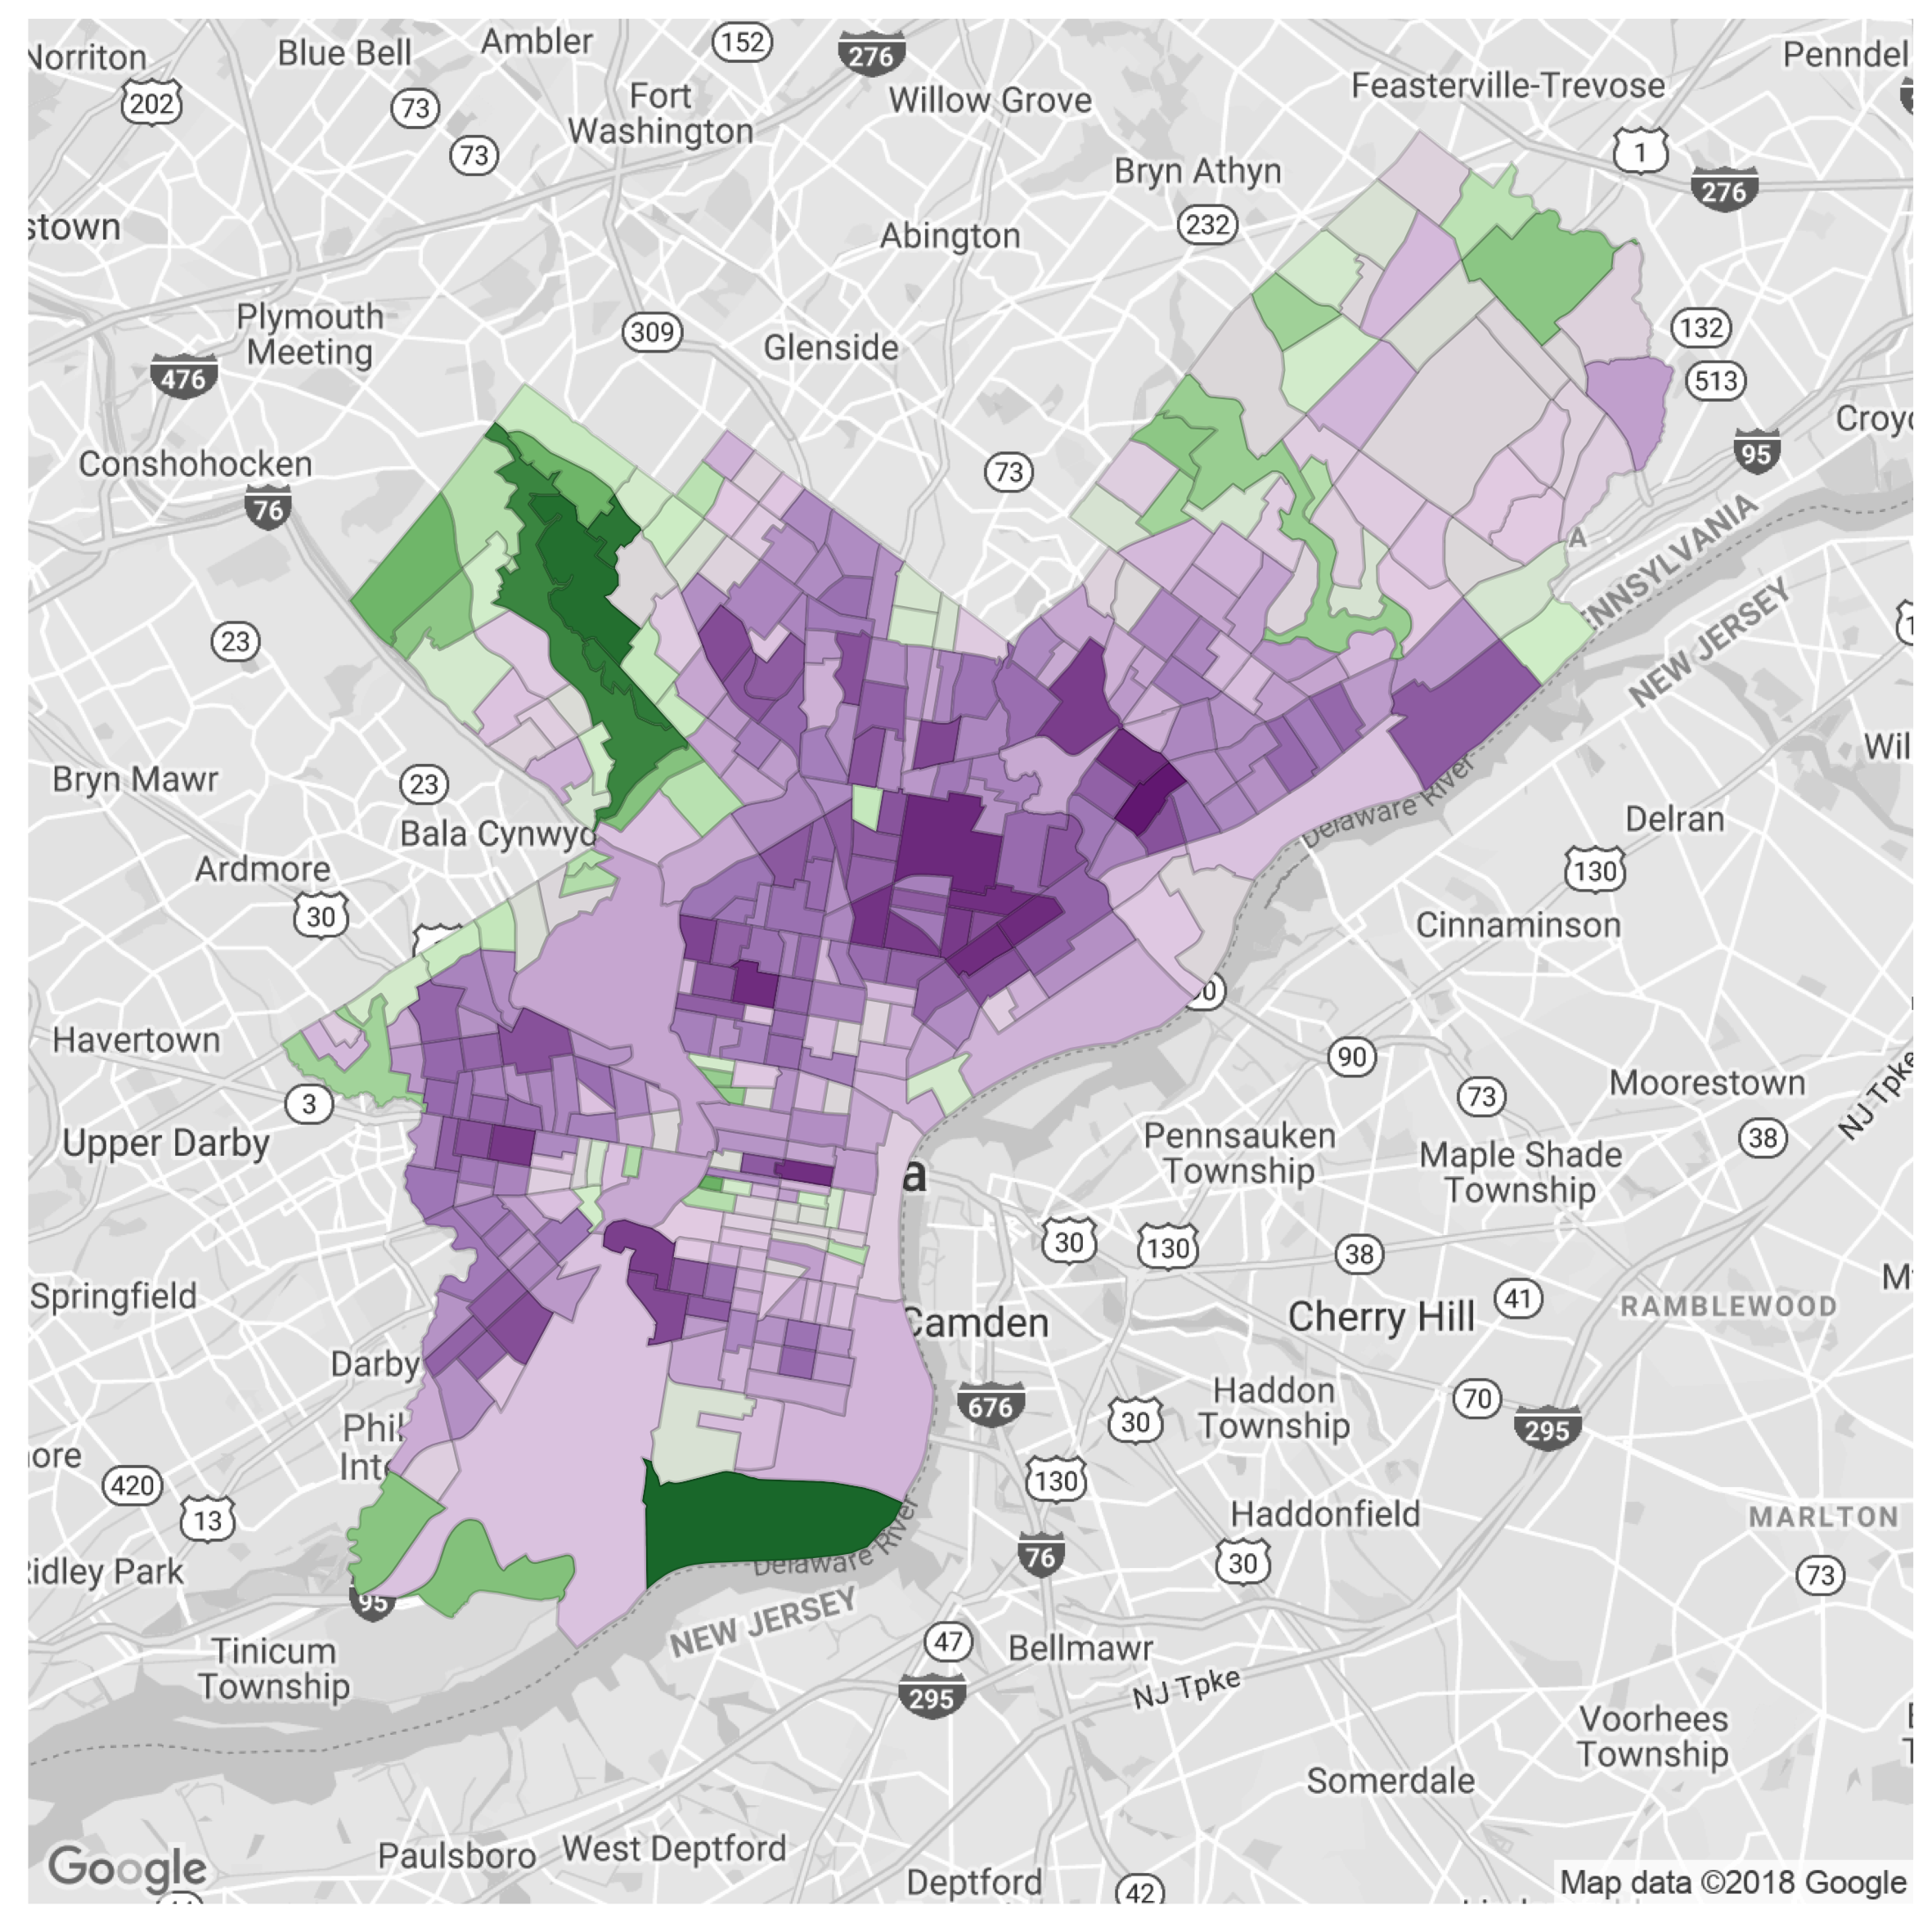 Norriton
Blue Bell
Ambler
152
276
Penndel
202
73
Fort
Washington
Willow Grove
Feasterville-Trevose
73
1
276
Bryn Athyn
232
stown
Abington
Plymouth
Meeting
309
Glenside
132
476
513
Croyd
Conshohocken
76
73
95
A
ENNSYLVANIA
NEW JERSEY
23
1
Bryn Mawr
23
Wil
Delaware River
Delran
Bala Cynwyd
Ardmore
130
30
Cinnaminson
Havertown
90
3
73
Moorestown
NJ Tpke
Upper Darby
Pennsauken
Township
38
Maple Shade
Township
a
30
130
38
Springfield
41
RAMBLEWOOD
Camden
Cherry Hill
Darby
676
30
Haddon
Township
70
295
Phil
Inte
ore
420
13
130
Haddonfield
MARLTON
Delaware River
76
30
73
Ridley Park
95
NEW JERSEY
Tinicum
Township
47
Bellmawr
295
NJ Tpke
Voorhees
Township
Somerdale
Paulsboro
West Deptford
Google
Deptford
42
Map data ©2018 Google